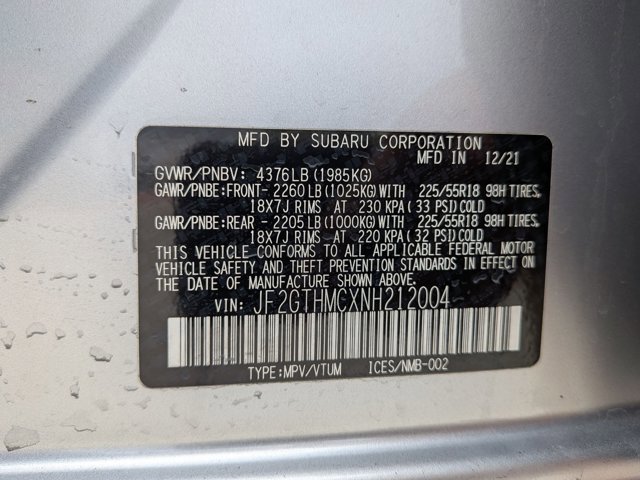 MFD BY SUBARU CORPORATION
MFD IN 12/21
GVWR/PNBV: 4376LB (1985KG)
GAWR/PNBE:FRONT- 2260 LB (1025KG) WITH 225/55R18 98H TIRES,
18X7J RIMS AT 230 KPA ( 33 PSI) COLD
GAWR/PNBE:REAR - 2205 LB (1000KG) WITH 225/55R18 98H TIRES,
18X7J RIMS AT 220 KPA ( 32 PSI) COLD
THIS VEHICLE CONFORMS TO ALL APPLICABLE FEDERAL MOTOR
VEHICLE SAFETY AND THEFT PREVENTION STANDARDS IN EFFECT ON
THE DATE OF MANUFACTURE SHOWN ABOVE.
VIN: JF2GTHMCXNH212004
TYPE:MPV/VTUM ICES/NMB-002